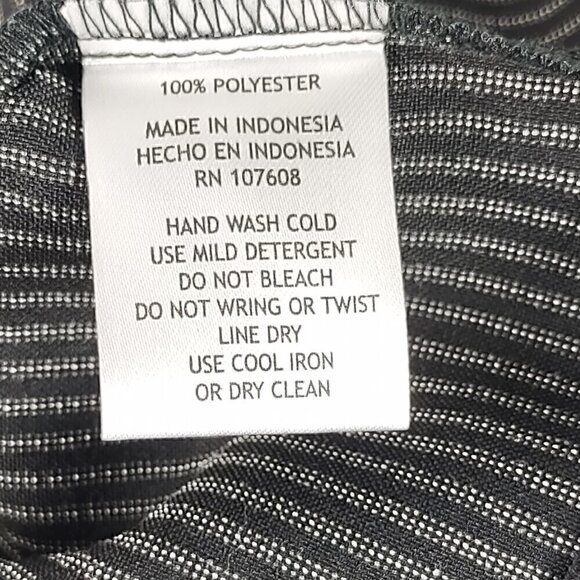 100% POLYESTER
MADE IN INDONESIA
HECHO EN INDONESIA
RN 107608
HAND WASH COLD
USE MILD DETERGENT
DO NOT BLEACH
DO NOT WRING OR TWIST
LINE DRY
USE COOL IRON
OR DRY CLEAN